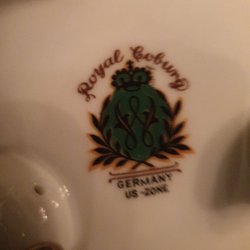 Royal Coburg
W
GERMANY
US-ZONE